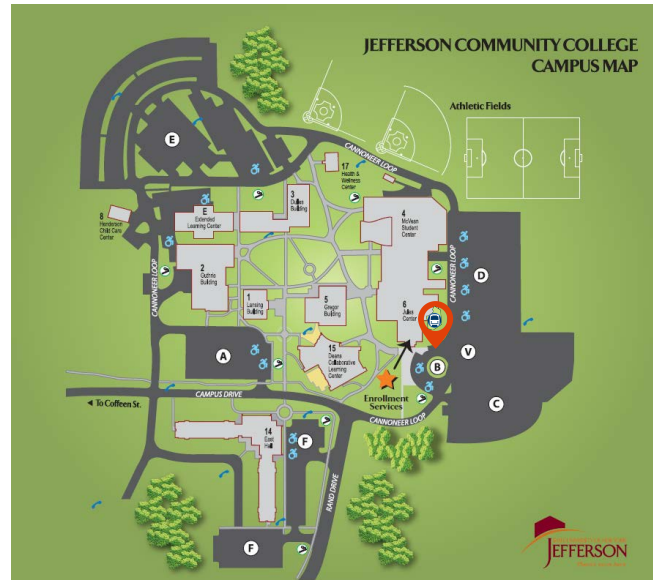 JEFFERSON COMMUNITY COLLEGE
CAMPUS MAP
Athletic Fields
CANNONEER LOOP
E
17
Health &
Wellness
Center
3
Dulles
Building
8
Henderson
Child Care
Center
E
Extended
Learning Center
4
McVean
Student
Center
CANNONEER LOOP
D
2
Guthrie
Building
CANNONEER LOOP
1
Lansing
Building
5
Gregor
Building
6
Jules
Center
A
15
Deans
Collaborative
Learning
Center
V
B
Enrollment
Services
C
CAMPUS DRIVE
To Coffeen St.
CANNONEER LOOP
14
East
Hall
F
RAND DRIVE
F
JEFFERSON